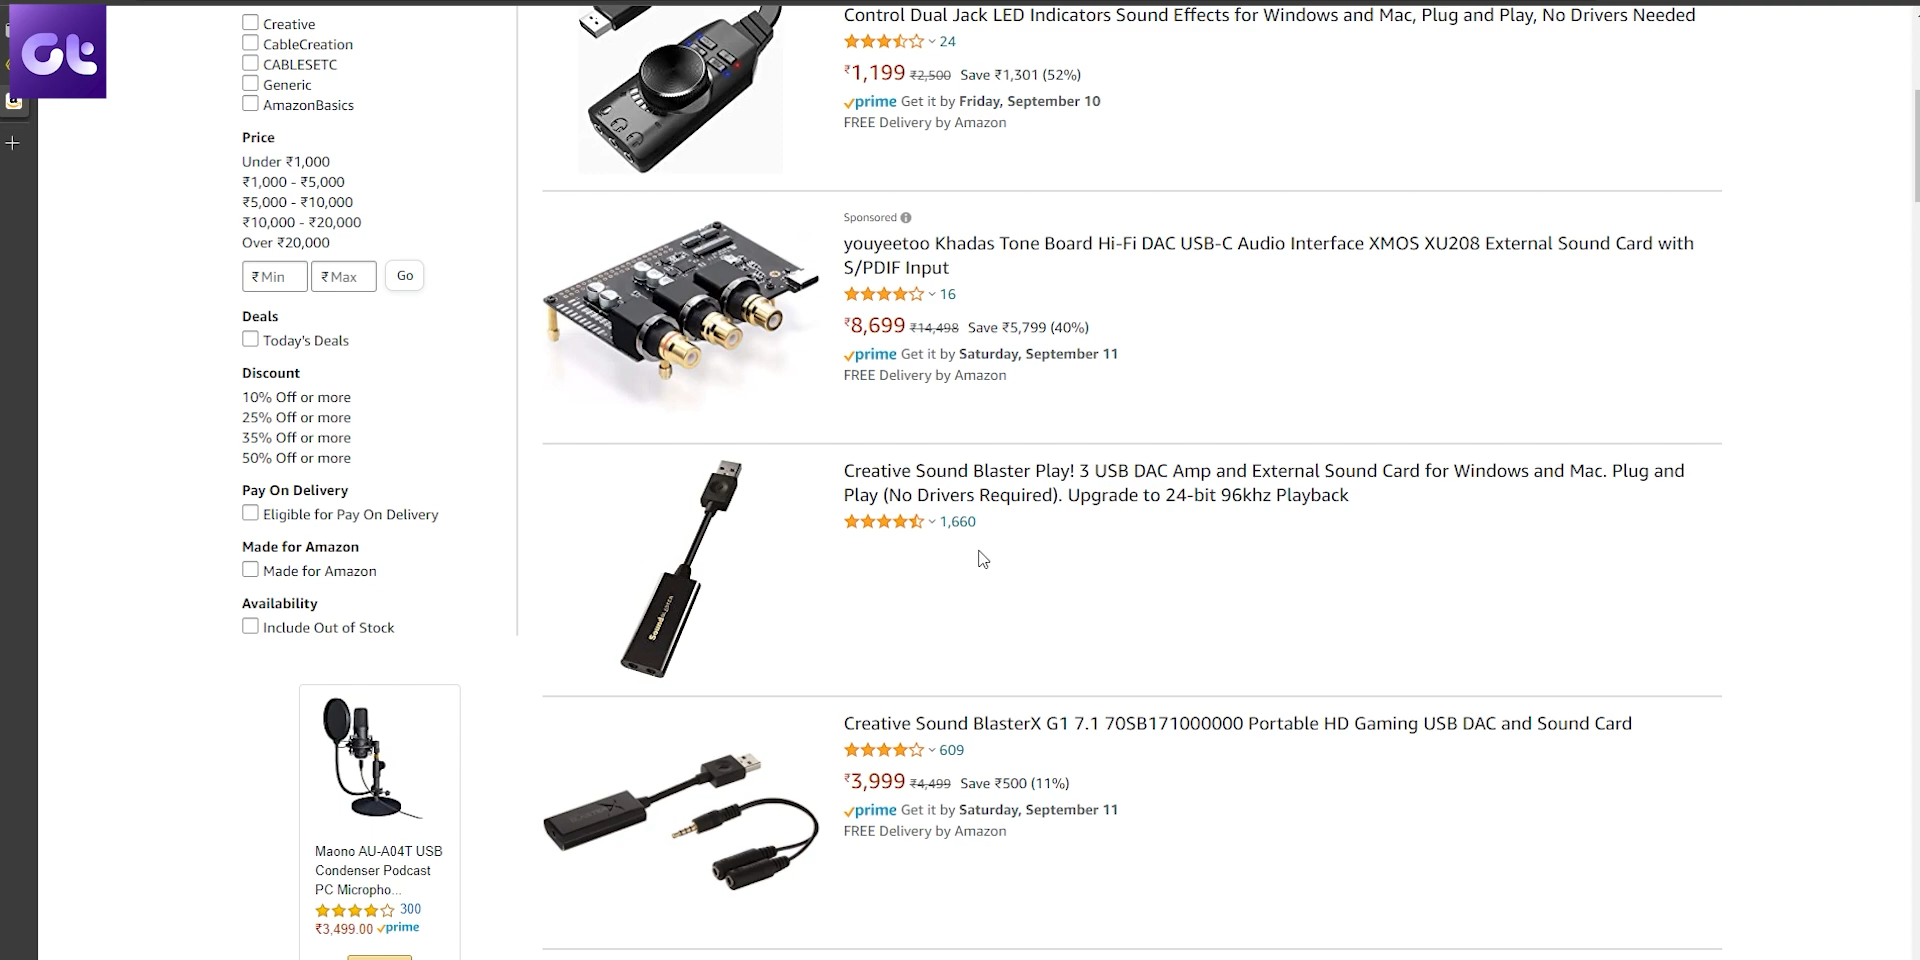 Gt
Creative
CableCreation
CABLESETC
Generic
AmazonBasics
Price
Under ₹1,000
₹1,000 - ₹5,000
₹5,000 - ₹10,000
₹10,000 - ₹20,000
Over ₹20,000
₹ Min ₹ Max Go
Deals
Today's Deals
Discount
10% Off or more
25% Off or more
35% Off or more
50% Off or more
Pay On Delivery
Eligible for Pay On Delivery
Made for Amazon
Made for Amazon
Availability
Include Out of Stock
Maono AU-A04T USB
Condenser Podcast
PC Micropho...
300
₹3,499.00 prime
Control Dual Jack LED Indicators Sound Effects for Windows and Mac, Plug and Play, No Drivers Needed
24
₹1,199 ₹2,500 Save ₹1,301 (52%)
prime Get it by Friday, September 10
FREE Delivery by Amazon
Sponsored
youyeetoo Khadas Tone Board Hi-Fi DAC USB-C Audio Interface XMOS XU208 External Sound Card with
S/PDIF Input
16
₹8,699 ₹14,498 Save ₹5,799 (40%)
prime Get it by Saturday, September 11
FREE Delivery by Amazon
Sound BLASTER
Creative Sound Blaster Play! 3 USB DAC Amp and External Sound Card for Windows and Mac. Plug and
Play (No Drivers Required). Upgrade to 24-bit 96khz Playback
1,660
BLASTERX
Creative Sound BlasterX G1 7.1 70SB171000000 Portable HD Gaming USB DAC and Sound Card
609
₹3,999 ₹4,499 Save ₹500 (11%)
prime Get it by Saturday, September 11
FREE Delivery by Amazon